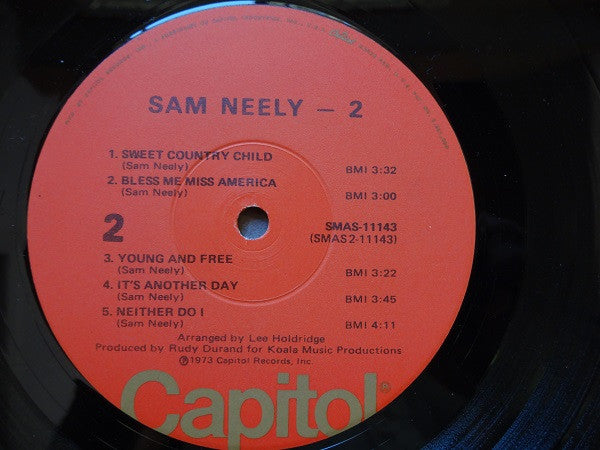 SAM NEELY — 2
1. SWEET COUNTRY CHILD
(Sam Neely) BMI 3:32
2. BLESS ME MISS AMERICA
(Sam Neely) BMI 3:00
2
SMAS-11143
(SMAS 2-11143)
3. YOUNG AND FREE
(Sam Neely) BMI 3:22
4. IT'S ANOTHER DAY
(Sam Neely) BMI 3:45
5. NEITHER DO I
(Sam Neely) BMI 4:11
Arranged by Lee Holdridge
Produced by Rudy Durand for Koala Music Productions
℗1973 Capitol Records, Inc.
Capitol®